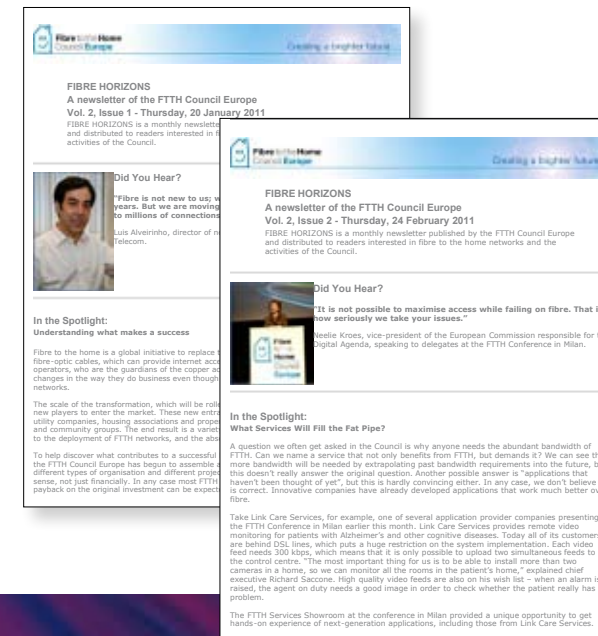 Fibre to the Home
Council Europe
Creating a brighter future
FIBRE HORIZONS
A newsletter of the FTTH Council Europe
Vol. 2, Issue 1 - Thursday, 20 January 2011
FIBRE HORIZONS is a monthly newslette
and distributed to readers interested in fi
activities of the Council.
Did You Hear?
"Fibre is not new to us; w
years. But we are moving
to millions of connections
Luis Alveirinho, director of n
Telecom.
In the Spotlight:
Understanding what makes a success
Fibre to the home is a global initiative to replace t
fibre-optic cables, which can provide internet acce
operators, who are the guardians of the copper ac
changes in the way they do business even though
networks.
The scale of the transformation, which will be rolle
new players to enter the market. These new entra
utility companies, housing associations and prope
and community groups. The end result is a variet
to the deployment of FTTH networks, and the abs
To help discover what contributes to a successful
the FTTH Council Europe has begun to assemble a
different types of organisation and different projec
sense, not just financially. In any case most FTTH
payback on the original investment can be expect
Fibre to the Home
Council Europe
Creating a brighter future
FIBRE HORIZONS
A newsletter of the FTTH Council Europe
Vol. 2, Issue 2 - Thursday, 24 February 2011
FIBRE HORIZONS is a monthly newsletter published by the FTTH Council Europe
and distributed to readers interested in fibre to the home networks and the
activities of the Council.
Did You Hear?
"It is not possible to maximise access while failing on fibre. That i
how seriously we take your issues."
Neelie Kroes, vice-president of the European Commission responsible for
Digital Agenda, speaking to delegates at the FTTH Conference in Milan.
In the Spotlight:
What Services Will Fill the Fat Pipe?
A question we often get asked in the Council is why anyone needs the abundant bandwidth of
FTTH. Can we name a service that not only benefits from FTTH, but demands it? We can see th
more bandwidth will be needed by extrapolating past bandwidth requirements into the future, b
this doesn't really answer the original question. Another possible answer is "applications that
haven't been thought of yet", but this is hardly convincing either. In any case, we don't believe
is correct. Innovative companies have already developed applications that work much better ov
fibre.
Take Link Care Services, for example, one of several application provider companies presenting
the FTTH Conference in Milan earlier this month. Link Care Services provides remote video
monitoring for patients with Alzheimer's and other cognitive diseases. Today all of its customers
are behind DSL lines, which puts a huge restriction on the system implementation. Each video
feed needs 300 kbps, which means that it is only possible to upload two simultaneous feeds to
the control centre. "The most important thing for us is to be able to install more than two
cameras in a home, so we can monitor all the rooms in the patient's home," explained chief
executive Richard Saccone. High quality video feeds are also on his wish list – when an alarm is
raised, the agent on duty needs a good image in order to check whether the patient really has
problem.
The FTTH Services Showroom at the conference in Milan provided a unique opportunity to get
hands-on experience of next-generation applications, including those from Link Care Services.